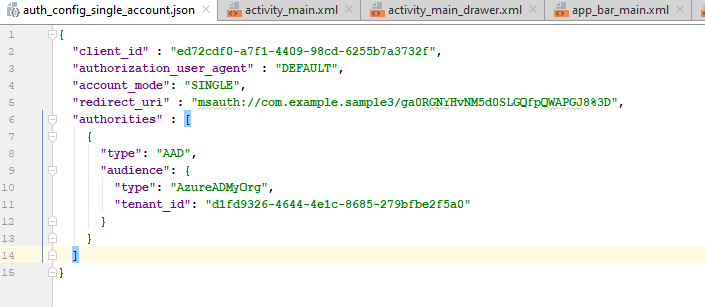 auth_config_single_account.json activity_main.xml activity_main_drawer.xml app_bar_main.xml
1 {
2 "client_id" : "ed72cdf0-a7f1-4409-98cd-6255b7a3732f",
3 "authorization_user_agent" : "DEFAULT",
4 "account_mode": "SINGLE",
5 "redirect_uri" : "msauth://com.example.sample3/ga0RGNYHvNM5d0SLGQfpQWAPGJ8%3D",
6 "authorities" : [
7 {
8 "type": "AAD",
9 "audience": {
10 "type": "AzureADMyOrg",
11 "tenant_id": "d1fd9326-4644-4e1c-8685-279bfbe2f5a0"
12 }
13 }
14 ]
15 }